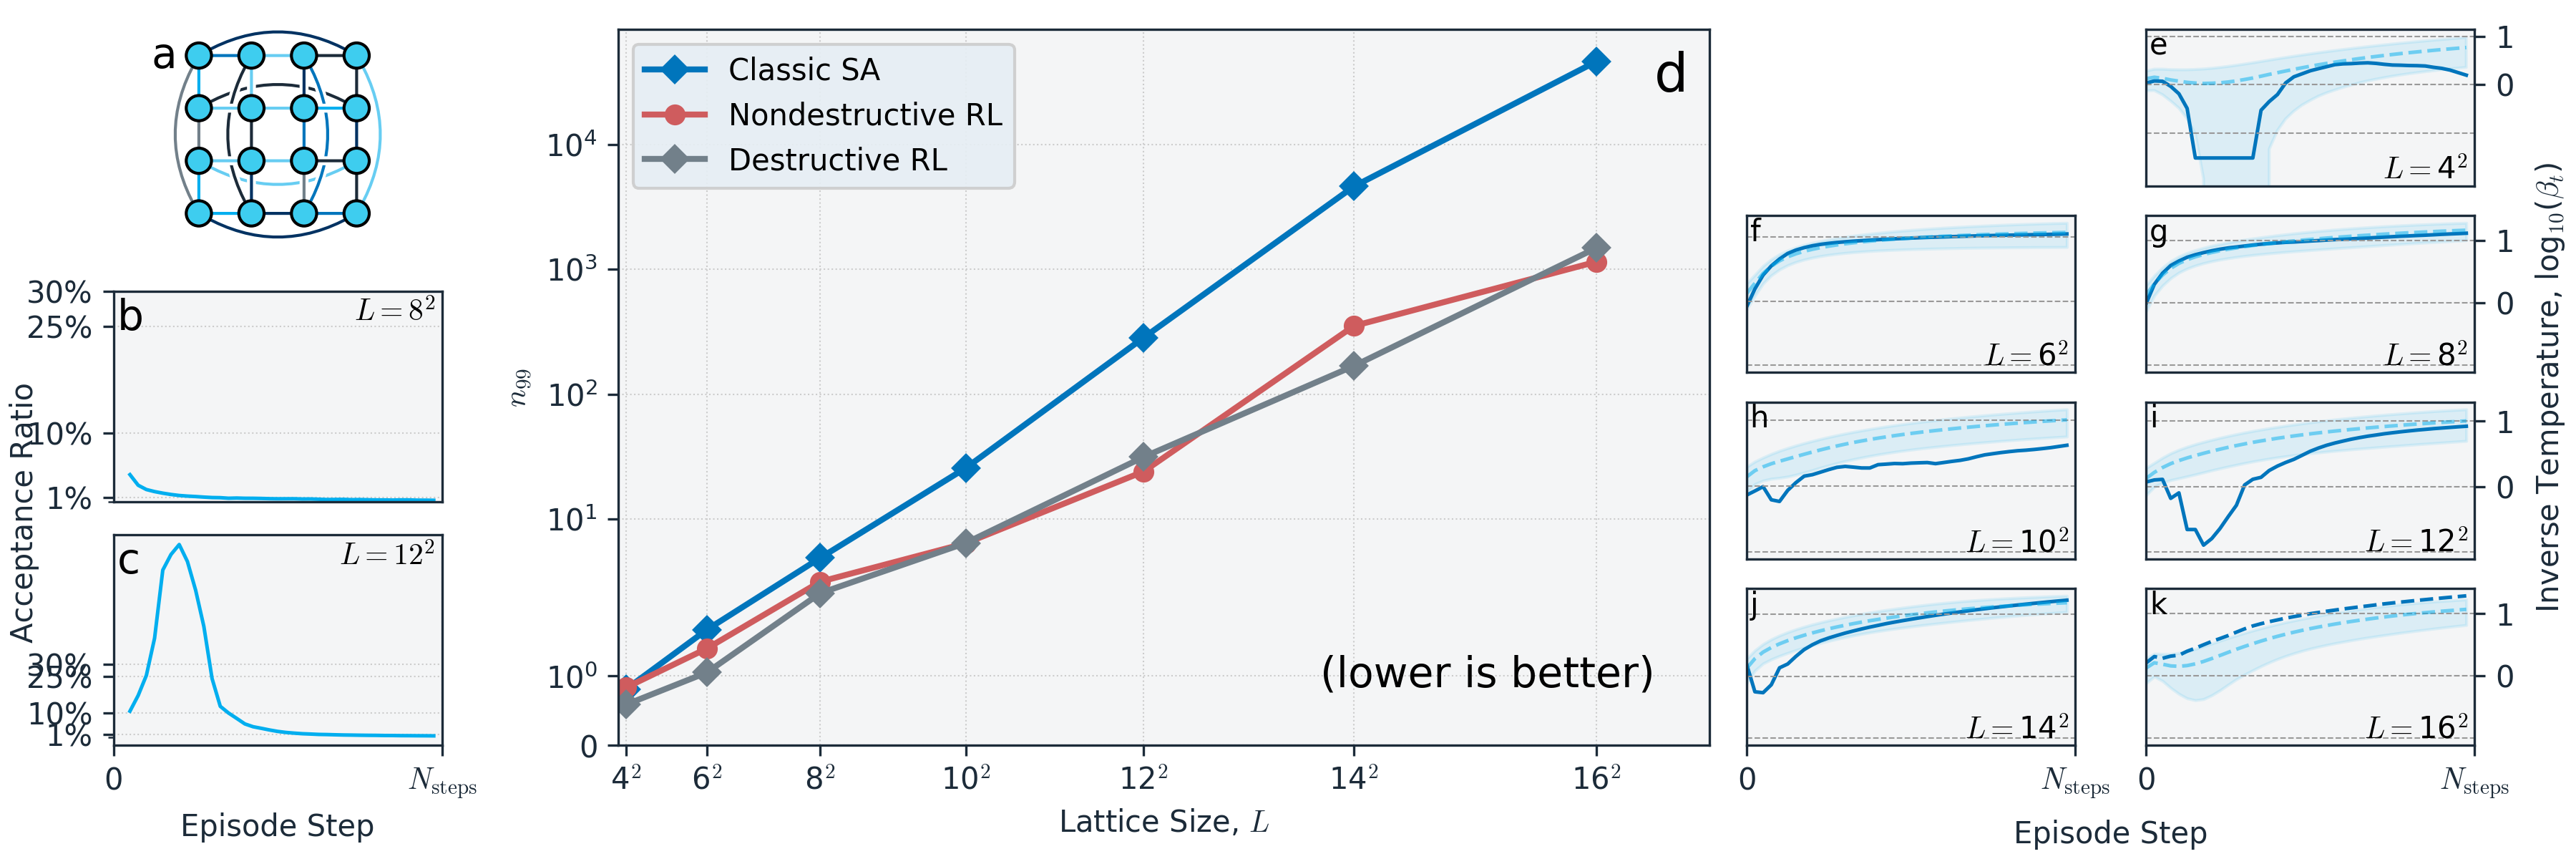 a
b
L = 8²
30%
25%
10%
1%
c
L = 12²
30%
25%
10%
1%
0
N_steps
Episode Step
Acceptance Ratio
d
Classic SA
Nondestructive RL
Destructive RL
10⁴
10³
10²
10¹
10⁰
0
n₉₉
(lower is better)
4²
6²
8²
10²
12²
14²
16²
Lattice Size, L
e
L = 4²
1
0
f
L = 6²
g
L = 8²
1
0
h
L = 10²
i
L = 12²
1
0
j
L = 14²
k
L = 16²
1
0
0
N_steps
0
N_steps
Episode Step
Inverse Temperature, log₁₀(βₜ)